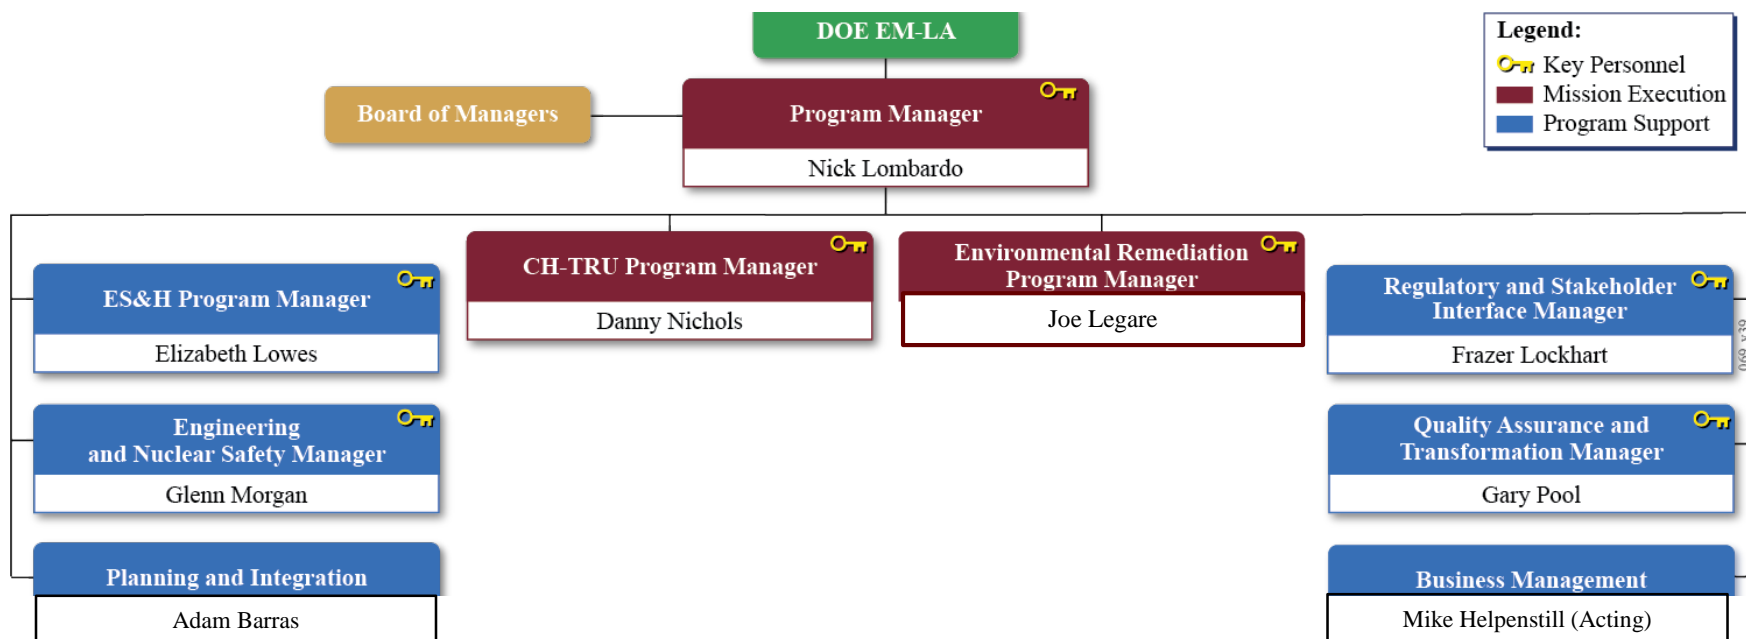 DOE EM-LA
Legend:
Key Personnel
Mission Execution
Program Support
Board of Managers
Program Manager
Nick Lombardo
ES&H Program Manager
Elizabeth Lowes
CH-TRU Program Manager
Danny Nichols
Environmental Remediation
Program Manager
Joe Legare
Regulatory and Stakeholder
Interface Manager
Frazer Lockhart
Engineering
and Nuclear Safety Manager
Glenn Morgan
Quality Assurance and
Transformation Manager
Gary Pool
Planning and Integration
Adam Barras
Business Management
Mike Helpenstill (Acting)